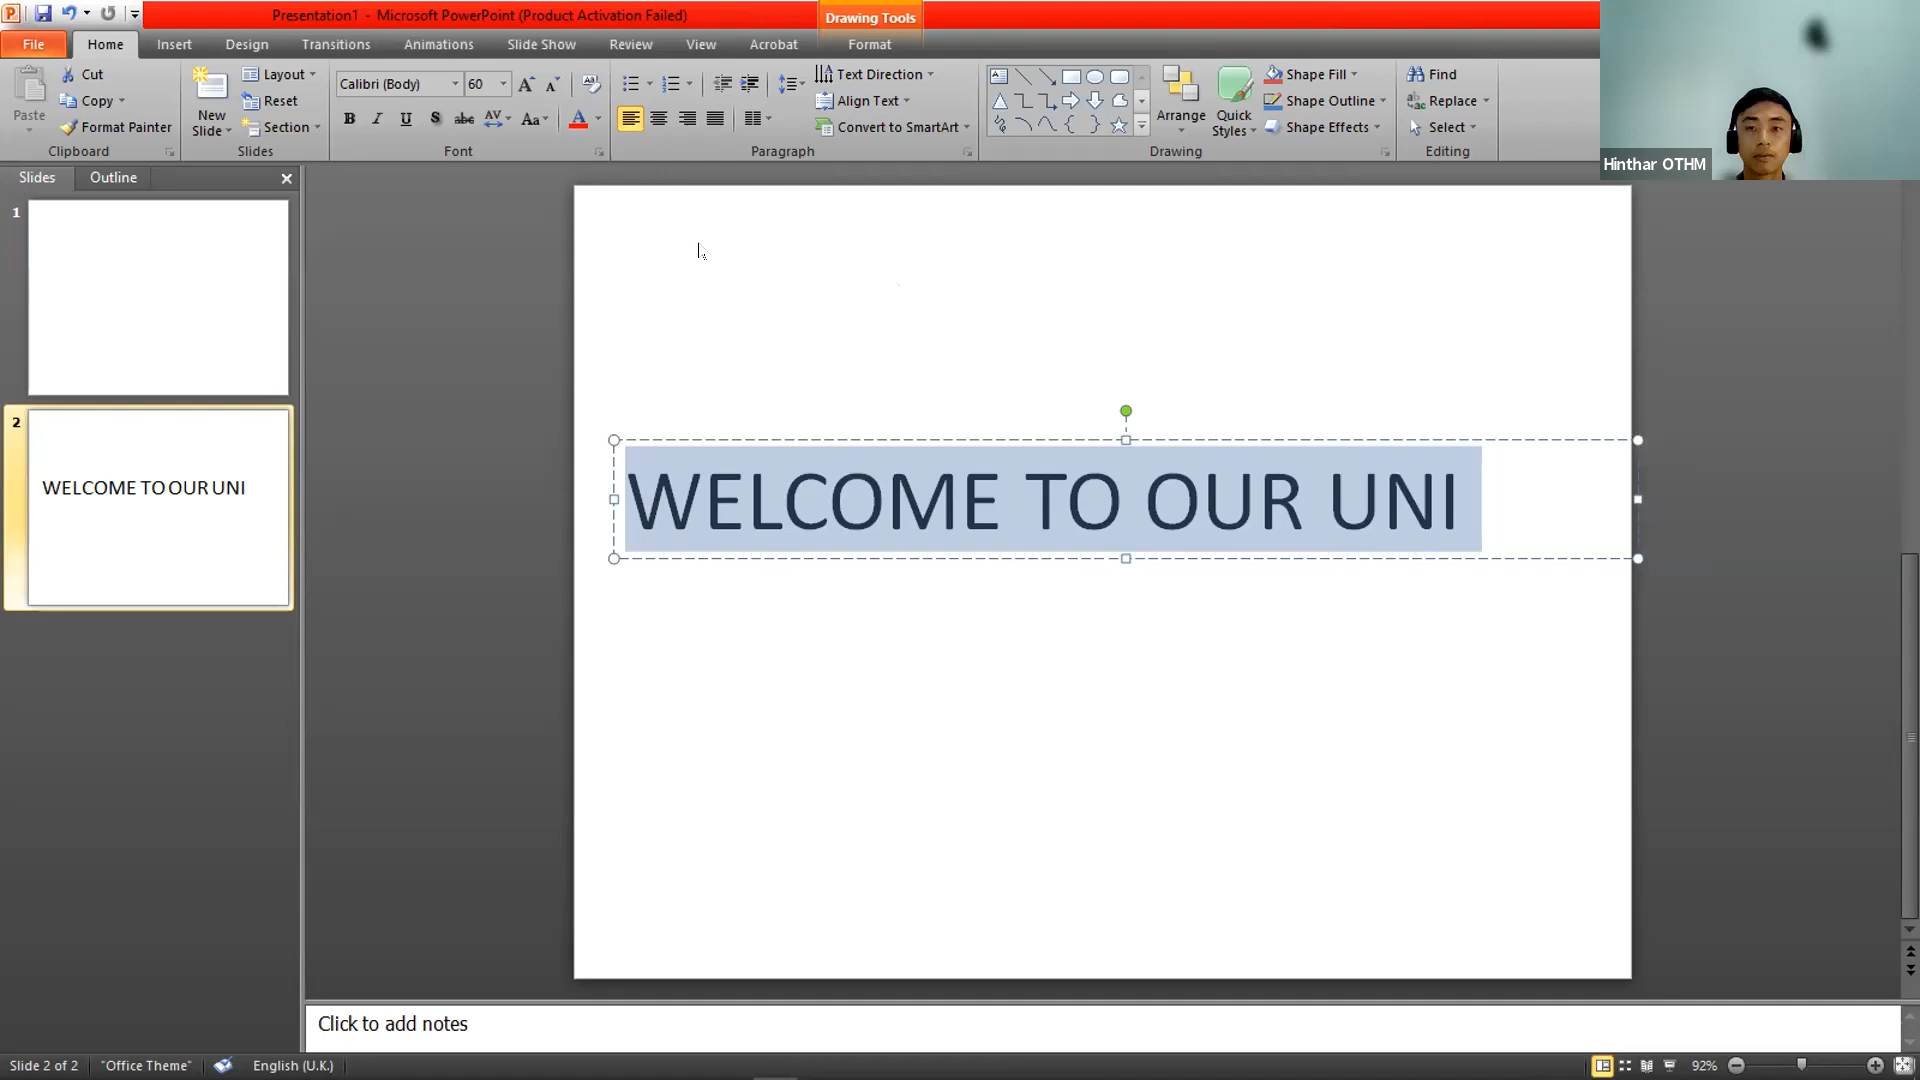 Presentation1 - Microsoft PowerPoint (Product Activation Failed)
Drawing Tools
File
Home
Insert
Design
Transitions
Animations
Slide Show
Review
View
Acrobat
Format
Paste
Cut
Copy
Format Painter
Clipboard
New
Slide
Layout
Reset
Section
Slides
Calibri (Body)
60
B
I
U
S
abc
AV
Aa
A
Font
Text Direction
Align Text
Convert to SmartArt
Paragraph
Arrange
Quick
Styles
Shape Fill
Shape Outline
Shape Effects
Drawing
Find
Replace
Select
Editing
Hinthar OTHM
Slides
Outline
1
2
WELCOME TO OUR UNI
WELCOME TO OUR UNI
Click to add notes
Slide 2 of 2
"Office Theme"
English (U.K.)
92%